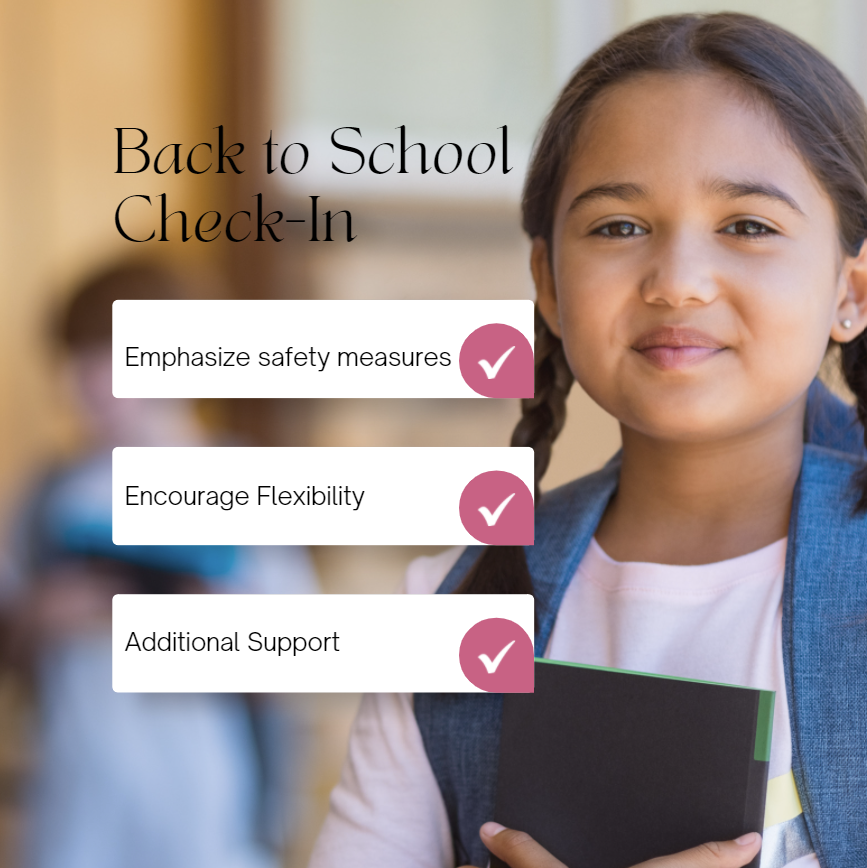 Back to School
Check-In
Emphasize safety measures
Encourage Flexibility
Additional Support